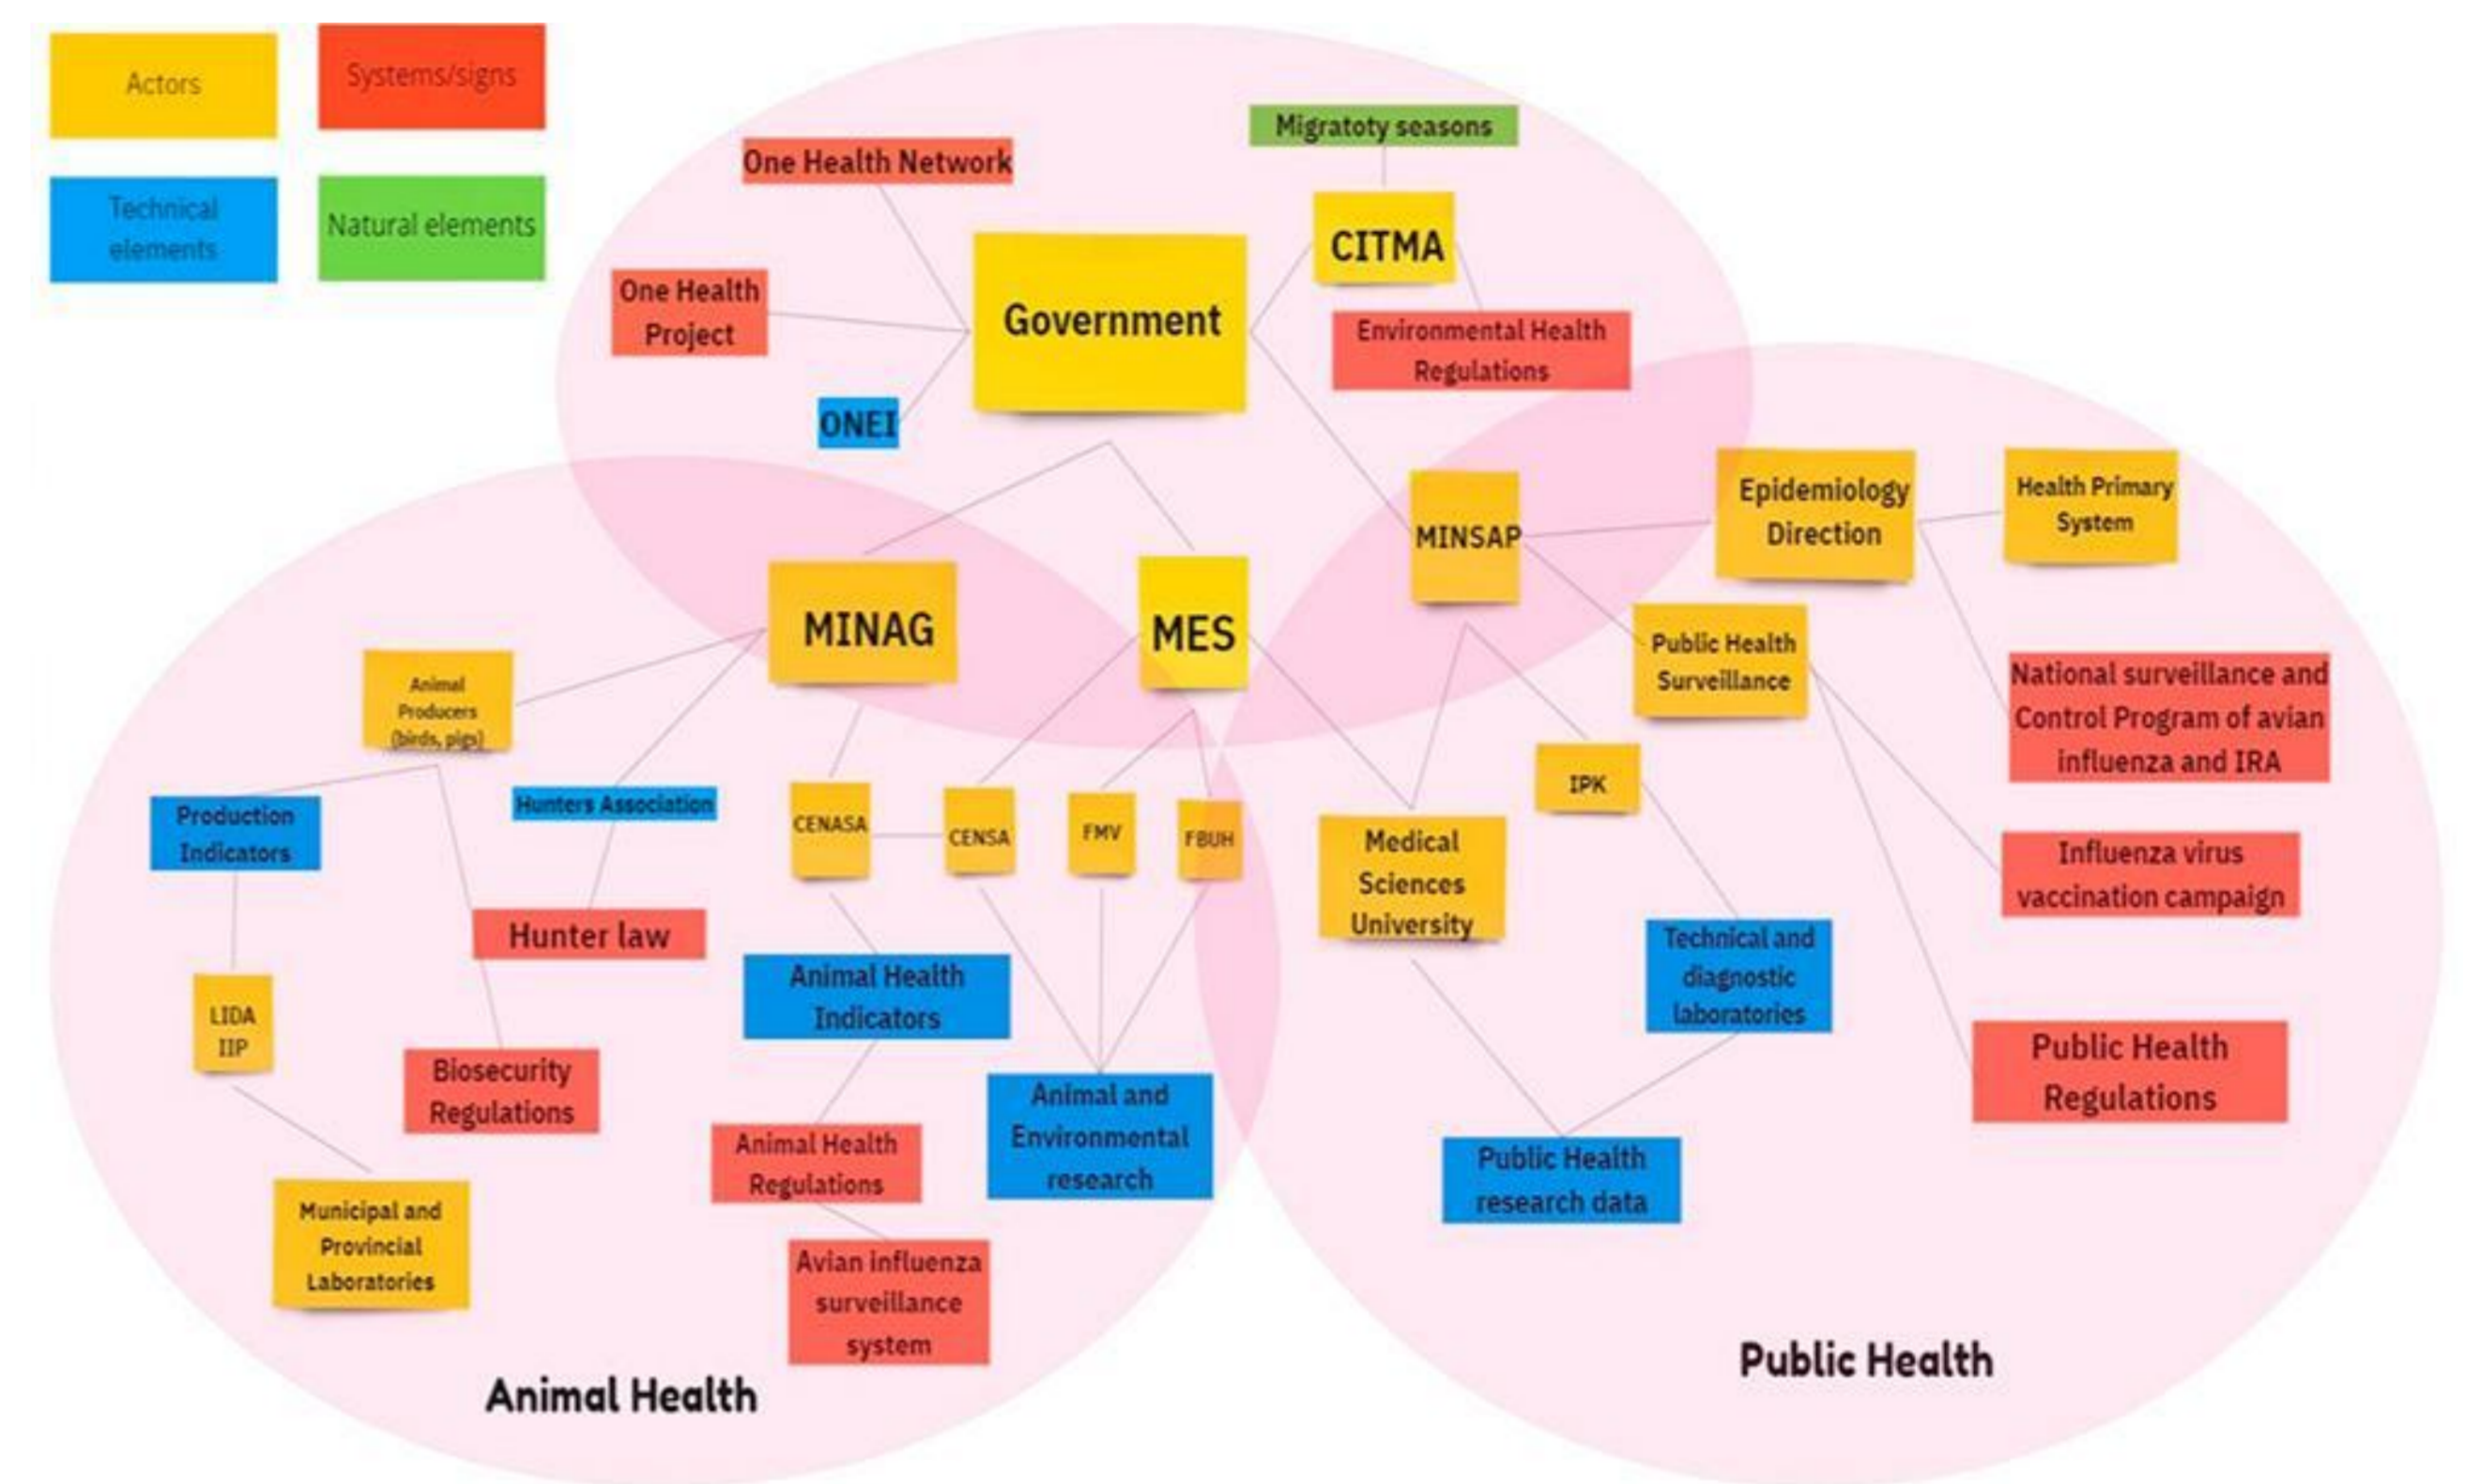 Actors
Systems/signs
Technical
elements
Natural elements
Migratoty seasons
One Health Network
CITMA
One Health
Project
Government
Environmental Health
Regulations
ONEI
MINAG
MES
MINSAP
Epidemiology
Direction
Health Primary
System
Public Health
Surveillance
National surveillance and
Control Program of avian
influenza and IRA
Animal
Producers
(birds, pigs)
Production
Indicators
Hunters Association
CENASA
CENSA
FMV
FBUH
IPK
Medical
Sciences
University
Influenza virus
vaccination campaign
Hunter law
Animal Health
Indicators
Technical and
diagnostic
laboratories
LIDA
IIP
Biosecurity
Regulations
Animal and
Environmental
research
Public Health
Regulations
Animal Health
Regulations
Public Health
research data
Municipal and
Provincial
Laboratories
Avian influenza
surveillance
system
Animal Health
Public Health